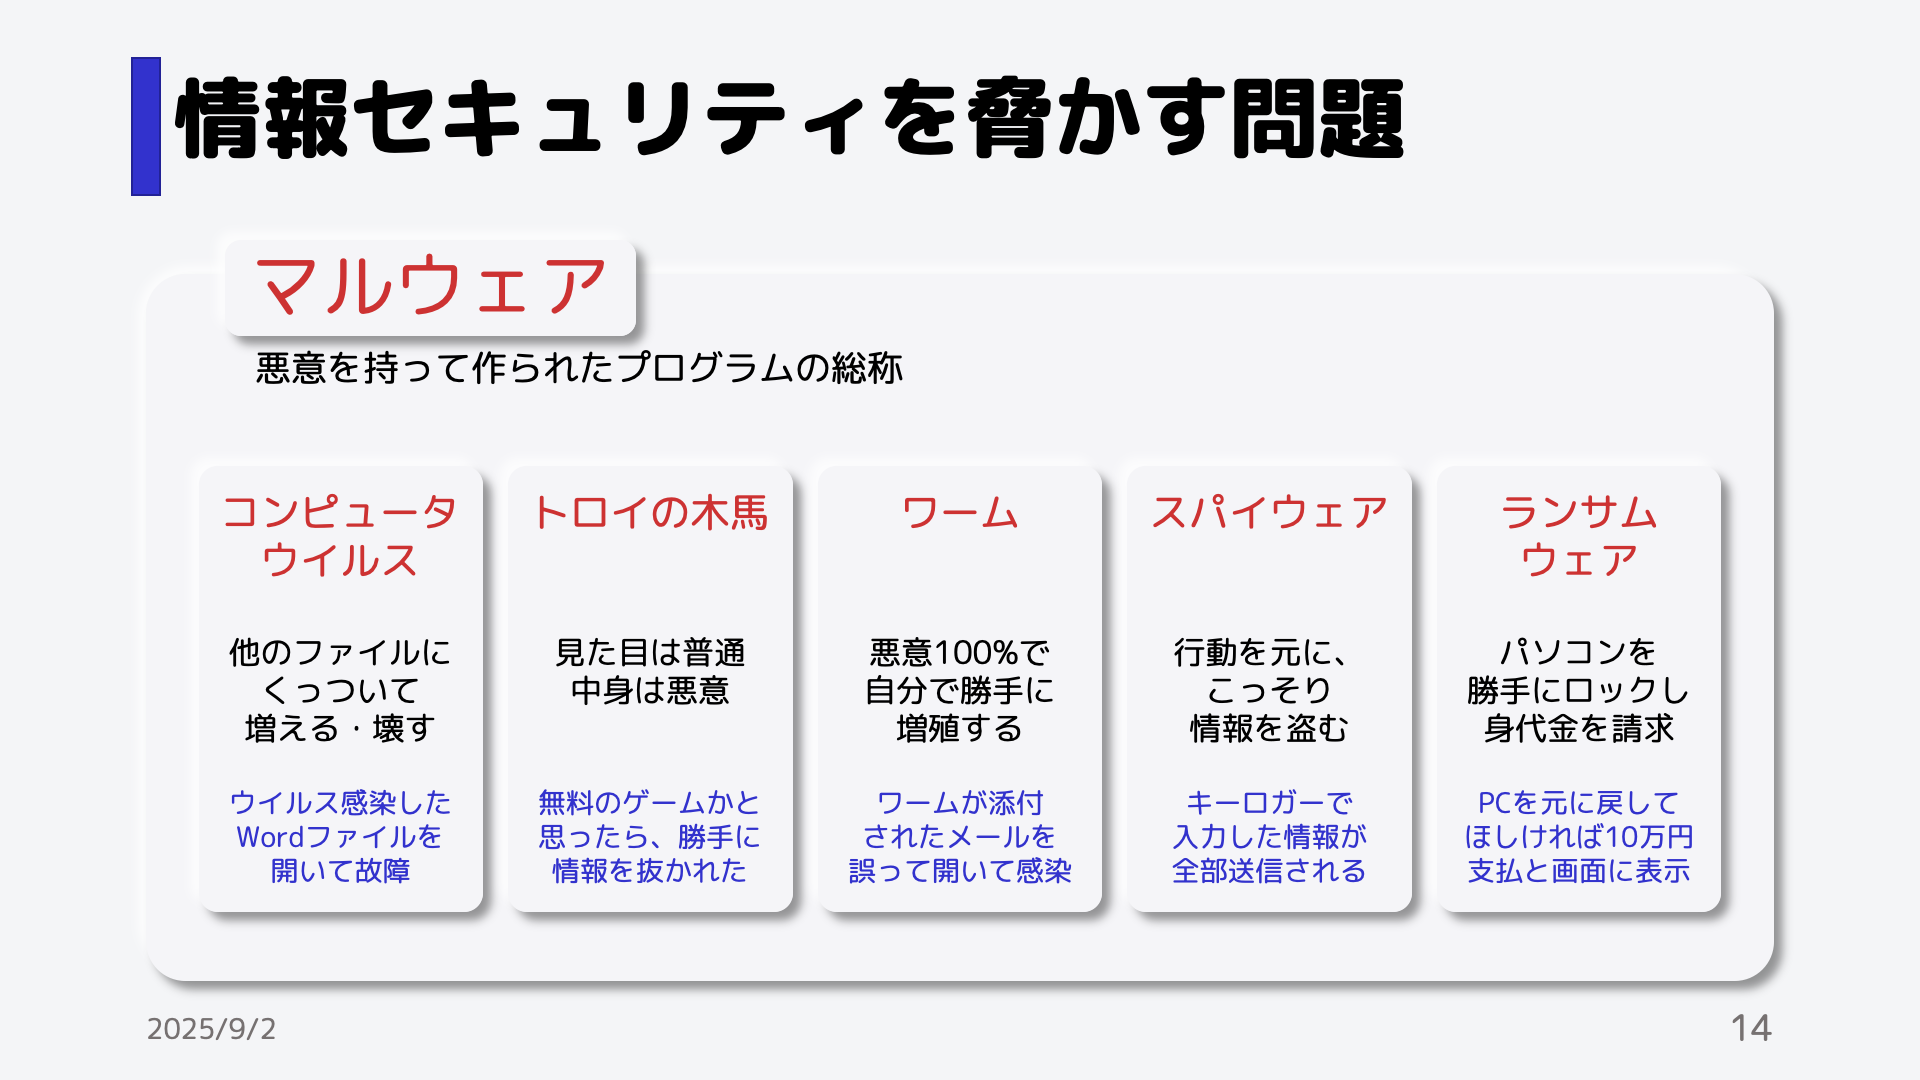 情報セキュリティを脅かす問題
マルウェア
悪意を持って作られたプログラムの総称
コンピュータ
ウイルス
他のファイルに
くっついて
増える・壊す
ウイルス感染した
Wordファイルを
開いて故障
トロイの木馬
見た目は普通
中身は悪意
無料のゲームかと
思ったら、勝手に
情報を抜かれた
ワーム
悪意100%で
自分で勝手に
増殖する
ワームが添付
されたメールを
誤って開いて感染
スパイウェア
行動を元に、
こっそり
情報を盗む
キーロガーで
入力した情報が
全部送信される
ランサム
ウェア
パソコンを
勝手にロックし
身代金を請求
PCを元に戻して
ほしければ10万円
支払と画面に表示
2025/9/2
14